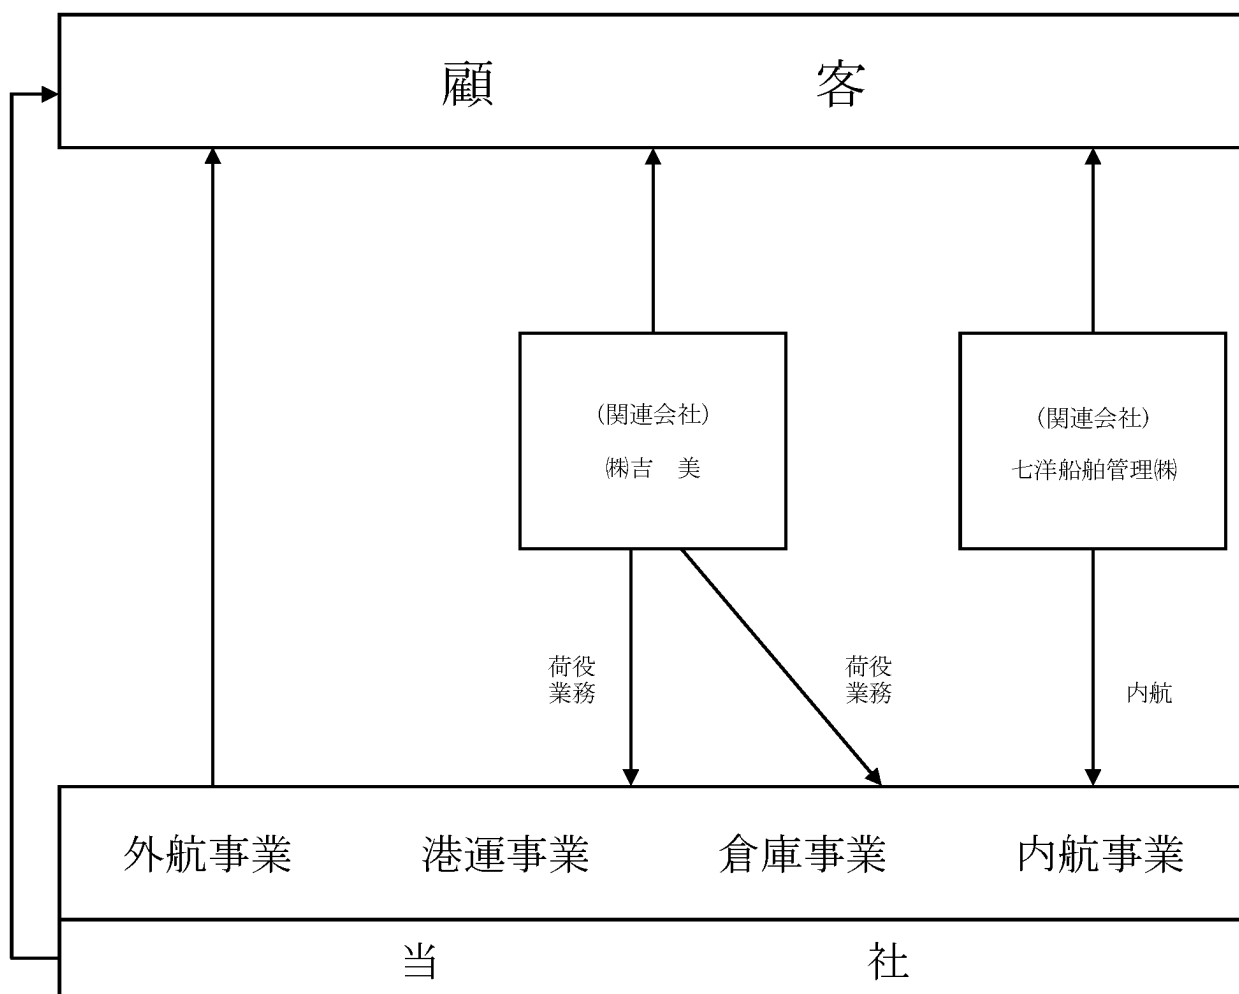 顧　客
(関連会社)
㈱吉　美
(関連会社)
七洋船舶管理㈱
荷役
業務
荷役
業務
内航
外航事業　港運事業　倉庫事業　内航事業
当　社